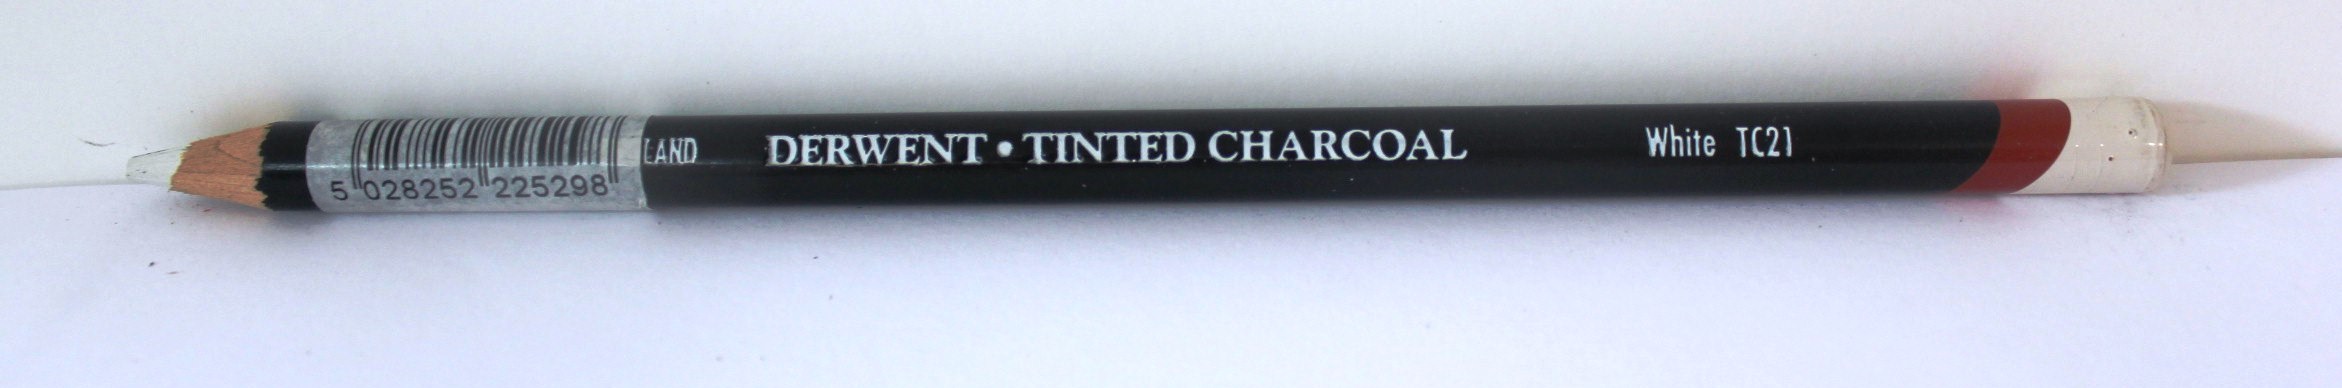 5 028252 225298 LAND DERWENT • TINTED CHARCOAL White TC21